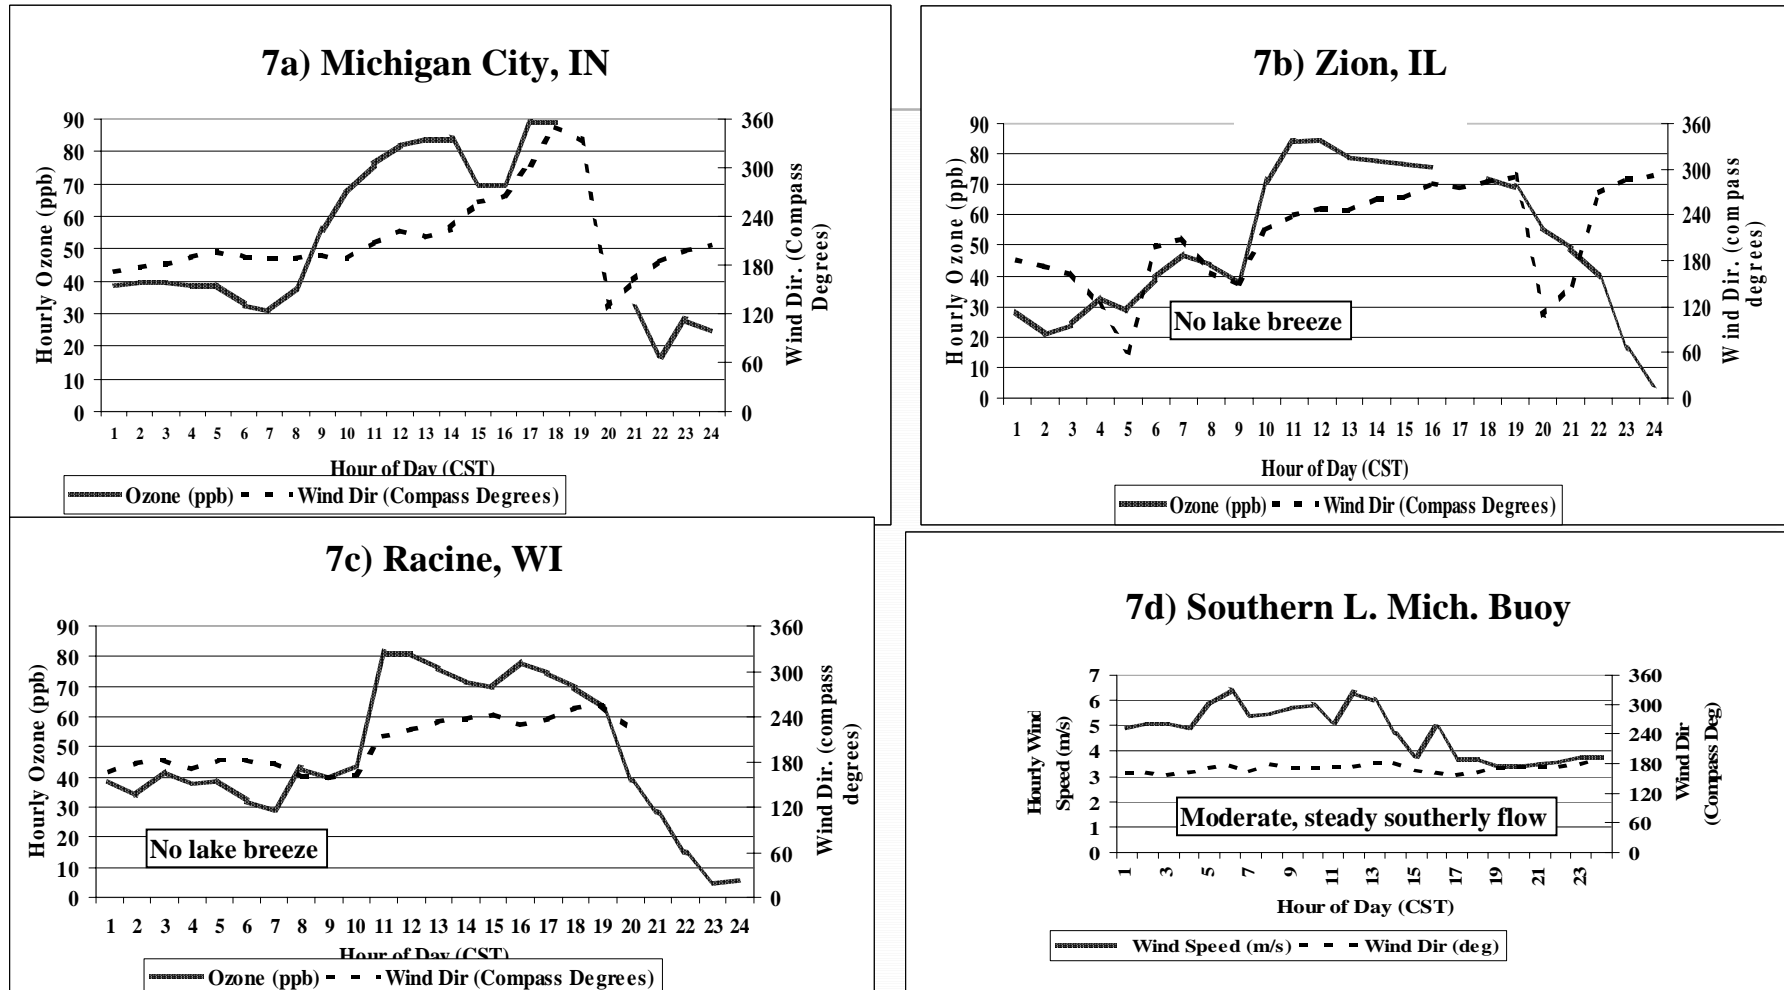 7a) Michigan City, IN
Hourly Ozone (ppb)
90
80
70
60
50
40
30
20
10
0
360
300
240
180
120
60
0
Wind Dir. (Compass
Degrees)
1 2 3 4 5 6 7 8 9 10 11 12 13 14 15 16 17 18 19 20 21 22 23 24
Hour of Day (CST)
Ozone (ppb) Wind Dir (Compass Degrees)
7b) Zion, IL
Hourly Ozone (ppb)
90
80
70
60
50
40
30
20
10
0
360
300
240
180
120
60
0
Wind Dir. (compass
degrees)
No lake breeze
1 2 3 4 5 6 7 8 9 10 11 12 13 14 15 16 17 18 19 20 21 22 23 24
Hour of Day (CST)
Ozone (ppb) Wind Dir (Compass Degrees)
7c) Racine, WI
Hourly Ozone (ppb)
90
80
70
60
50
40
30
20
10
0
360
300
240
180
120
60
0
Wind Dir. (compass
degrees)
No lake breeze
1 2 3 4 5 6 7 8 9 10 11 12 13 14 15 16 17 18 19 20 21 22 23 24
Hour of Day (CST)
Ozone (ppb) Wind Dir (Compass Degrees)
7d) Southern L. Mich. Buoy
Hourly Wind
Speed (m/s)
7
6
5
4
3
2
1
0
360
300
240
180
120
60
0
Wind Dir
(Compass Deg
Moderate, steady southerly flow
1 3 5 7 9 11 13 15 17 19 21 23
Hour of Day (CST)
Wind Speed (m/s) Wind Dir (deg)